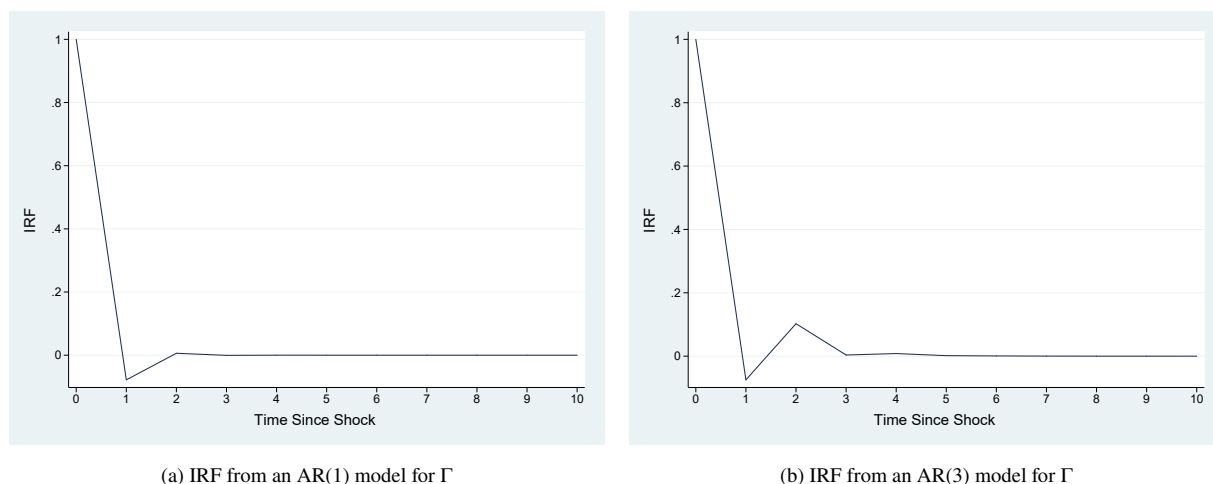 1
.8
.6
.4
.2
0
IRF
0 1 2 3 4 5 6 7 8 9 10
Time Since Shock
(a) IRF from an AR(1) model for Γ
1
.8
.6
.4
.2
0
IRF
0 1 2 3 4 5 6 7 8 9 10
Time Since Shock
(b) IRF from an AR(3) model for Γ